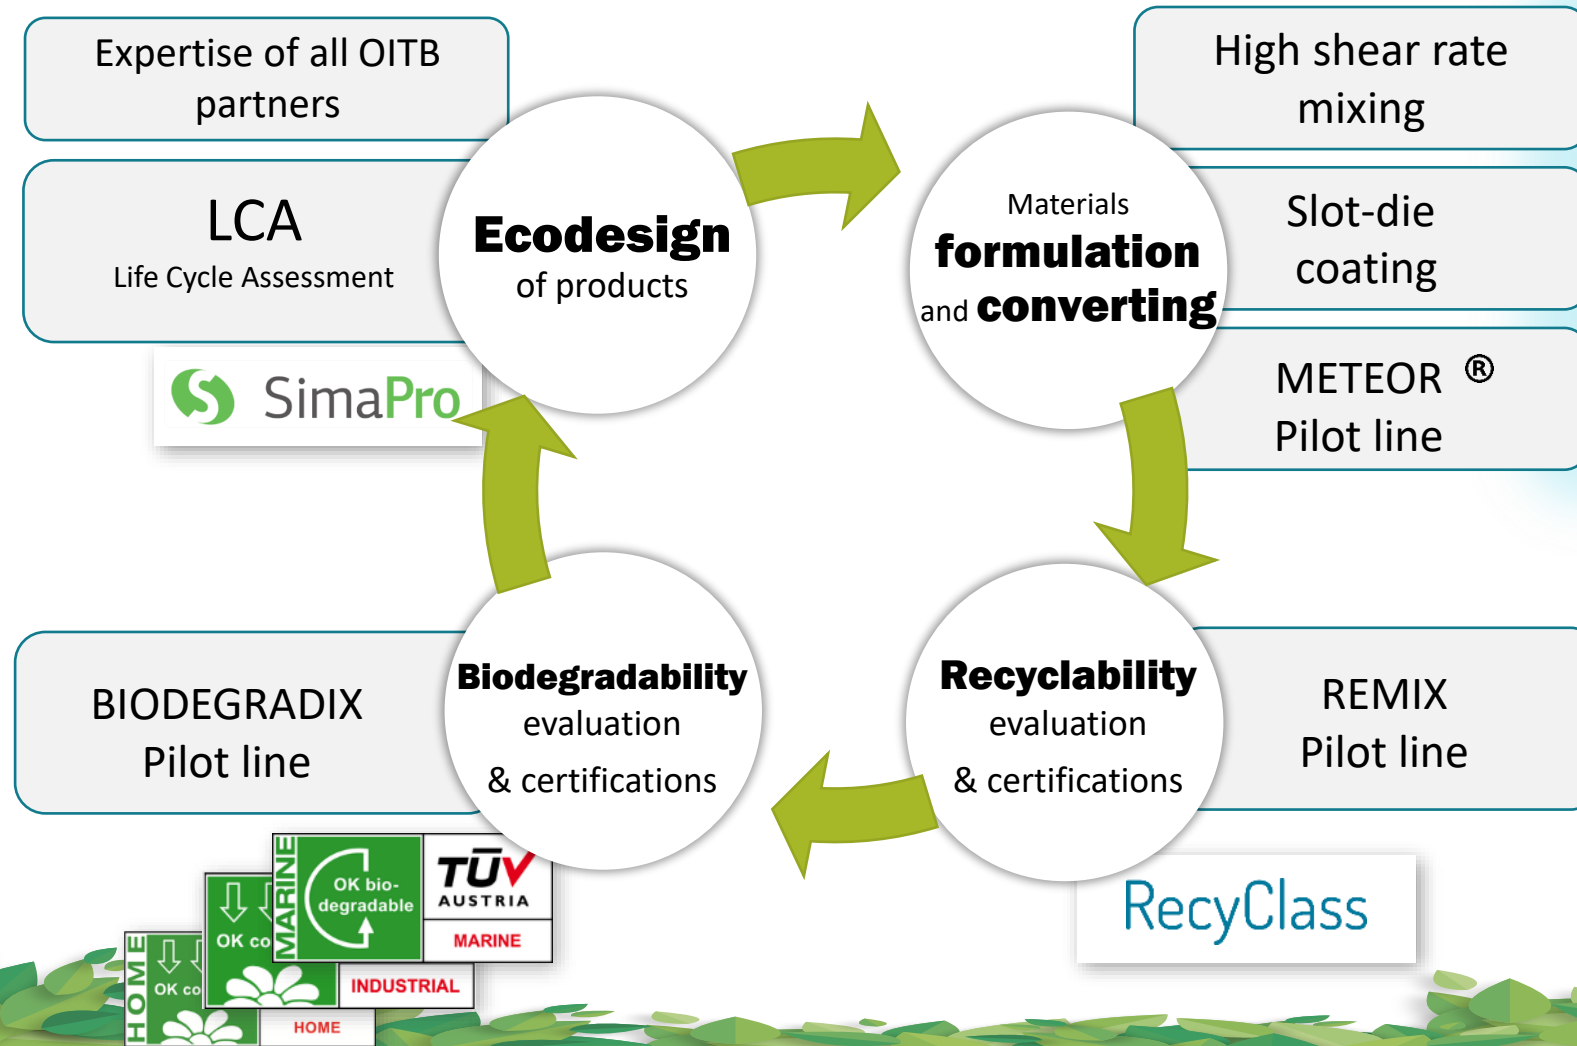 Expertise of all OITB
partners
LCA
Life Cycle Assessment
SimaPro
Ecodesign
of products
High shear rate
mixing
Slot-die
coating
METEOR ®
Pilot line
Materials
formulation
and converting
Recyclability
evaluation
& certifications
REMIX
Pilot line
RecyClass
Biodegradability
evaluation
& certifications
BIODEGRADIX
Pilot line
MARINE
OK bio-
degradable
TÜV
AUSTRIA
MARINE
OK co
INDUSTRIAL
HOME
OK co
HOME